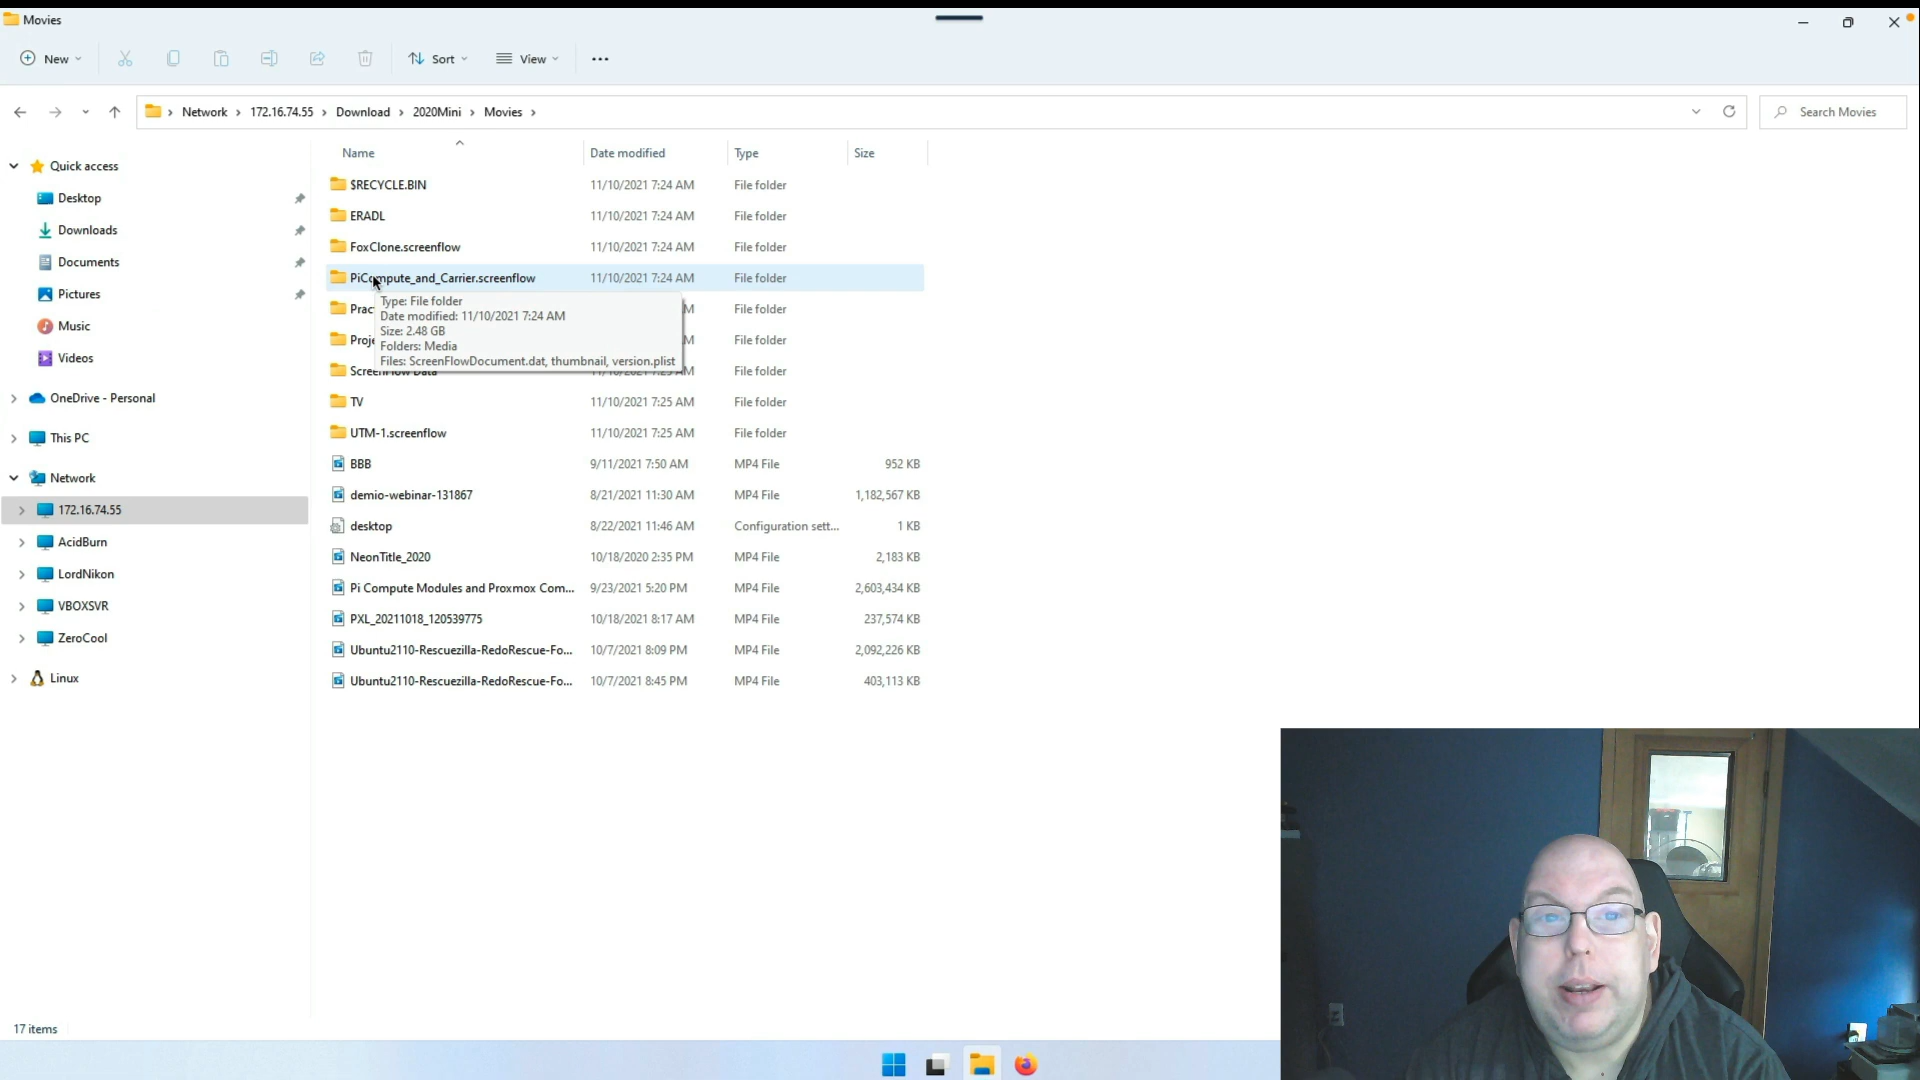 Movies
New
Sort
View
Network
172.16.74.55
Download
2020Mini
Movies
Search Movies
Name
Date modified
Type
Size
Quick access
Desktop
Downloads
Documents
Pictures
Music
Videos
OneDrive - Personal
This PC
Network
172.16.74.55
AcidBurn
LordNikon
VBOXSVR
ZeroCool
Linux
$RECYCLE.BIN 11/10/2021 7:24 AM File folder
ERADL 11/10/2021 7:24 AM File folder
FoxClone.screenflow 11/10/2021 7:24 AM File folder
PiCompute_and_Carrier.screenflow 11/10/2021 7:24 AM File folder
Type: File folder
Date modified: 11/10/2021 7:24 AM
Size: 2.48 GB
Folders: Media
Files: ScreenFlowDocument.dat, thumbnail, version.plist
File folder
File folder
File folder
TV 11/10/2021 7:25 AM File folder
UTM-1.screenflow 11/10/2021 7:25 AM File folder
BBB 9/11/2021 7:50 AM MP4 File 952 KB
demio-webinar-131867 8/21/2021 11:30 AM MP4 File 1,182,567 KB
desktop 8/22/2021 11:46 AM Configuration sett... 1 KB
NeonTitle_2020 10/18/2020 2:35 PM MP4 File 2,183 KB
Pi Compute Modules and Proxmox Com... 9/23/2021 5:20 PM MP4 File 2,603,434 KB
PXL_20211018_120539775 10/18/2021 8:17 AM MP4 File 237,574 KB
Ubuntu2110-Rescuezilla-RedoRescue-Fo... 10/7/2021 8:09 PM MP4 File 2,092,226 KB
Ubuntu2110-Rescuezilla-RedoRescue-Fo... 10/7/2021 8:45 PM MP4 File 403,113 KB
17 items